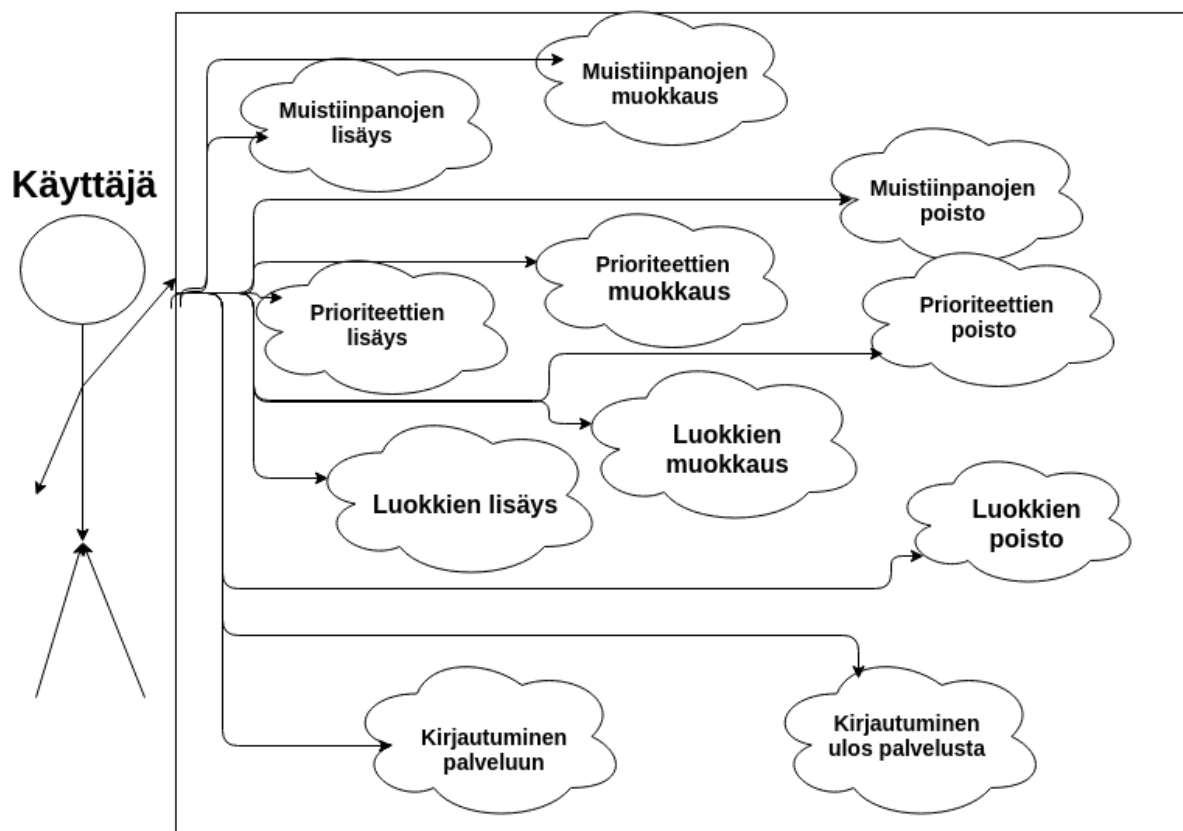 Käyttäjä
Muistiinpanojen
muokkaus
Muistiinpanojen
lisäys
Muistiinpanojen
poisto
Prioriteettien
muokkaus
Prioriteettien
lisäys
Prioriteettien
poisto
Luokkien
muokkaus
Luokkien lisäys
Luokkien
poisto
Kirjautuminen
palveluun
Kirjautuminen
ulos palvelusta